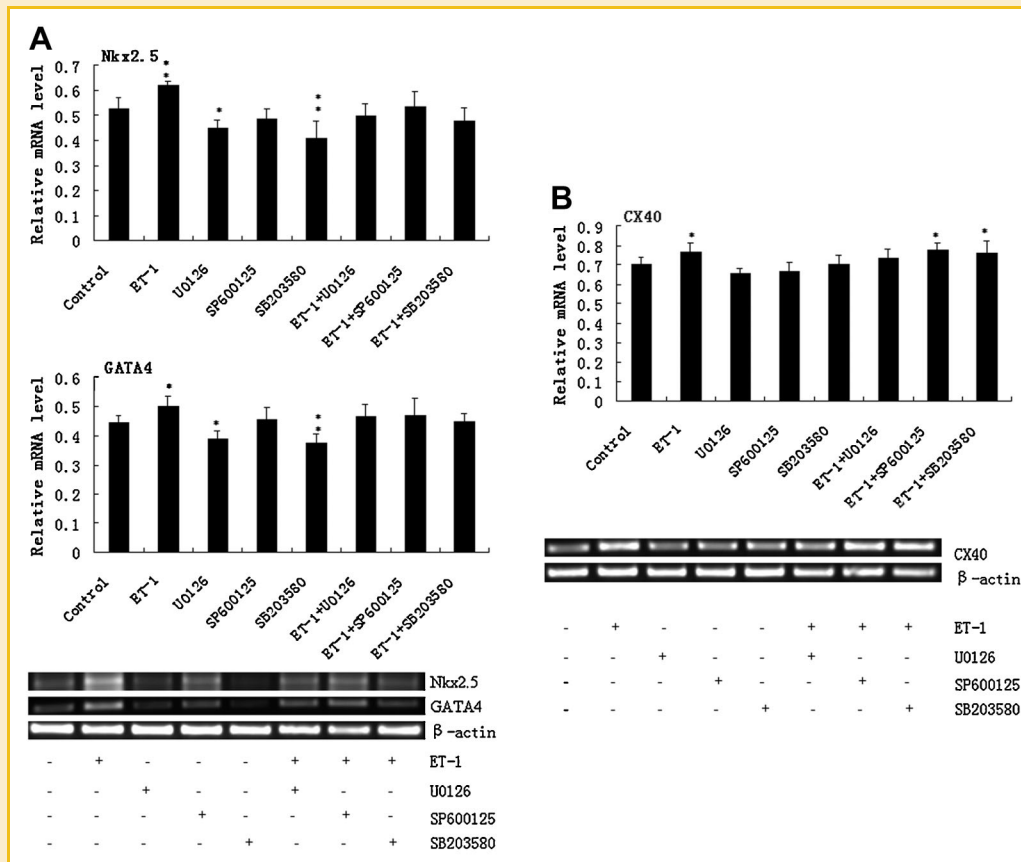 A
Nkx2.5
Relative mRNA level
0.7
0.6
0.5
0.4
0.3
0.2
0.1
0
** * **
Control ET-1 U0126 SP600125 SB203580 ET-1+U0126 ET-1+SP600125 ET-1+SB203580
GATA4
Relative mRNA level
0.6
0.5
0.4
0.3
0.2
0.1
0
* * **
Control ET-1 U0126 SP600125 SB203580 ET-1+U0126 ET-1+SP600125 ET-1+SB203580
Nkx2.5
GATA4
β-actin
- + - - - + + + ET-1
- - + - - + - - U0126
- - - + - - + - SP600125
- - - - + - - + SB203580
B
CX40
Relative mRNA level
0.9
0.8
0.7
0.6
0.5
0.4
0.3
0.2
0.1
0
* * *
Control ET-1 U0126 SP600125 SB203580 ET-1+U0126 ET-1+SP600125 ET-1+SB203580
CX40
β-actin
- + - - - + + + ET-1
- - + - - + - - U0126
- - - + - - + - SP600125
- - - - + - - + SB203580